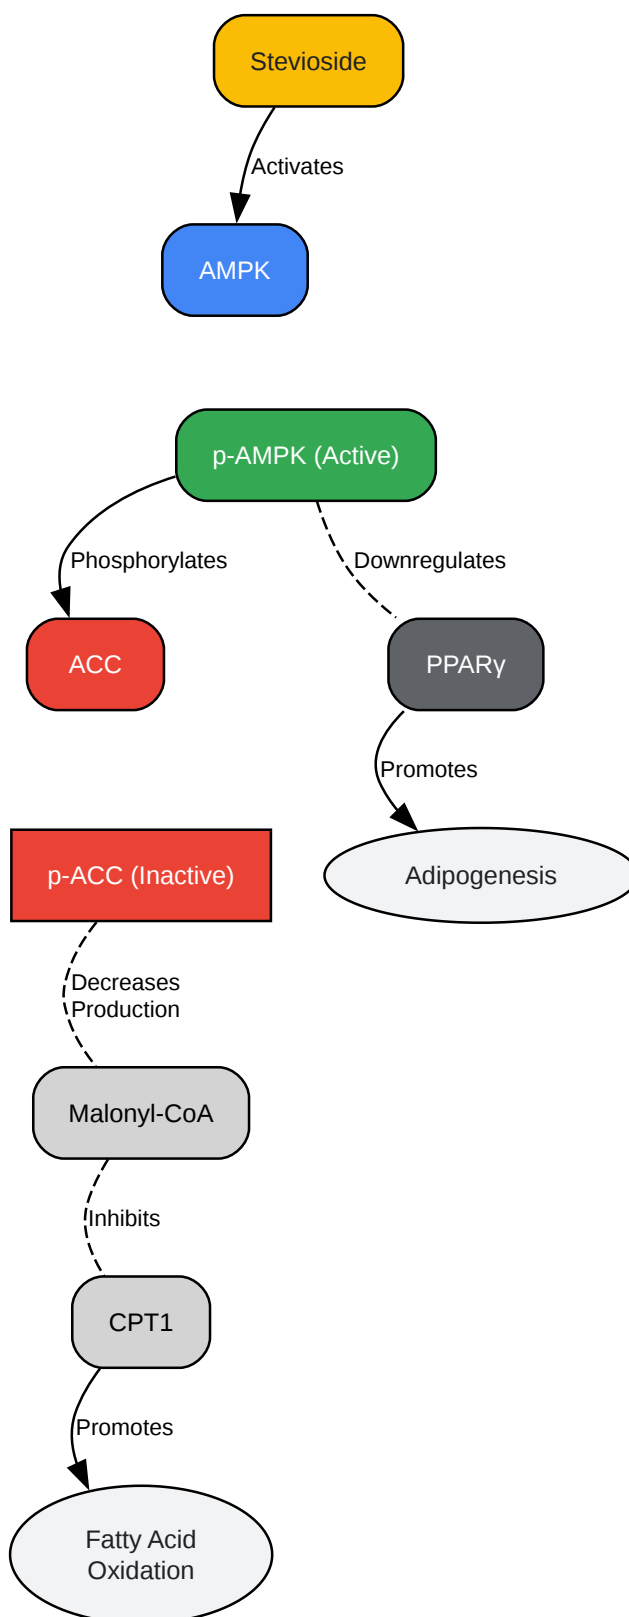 Stevioside
Activates
AMPK
p-AMPK (Active)
Phosphorylates
Downregulates
ACC
PPARγ
Promotes
p-ACC (Inactive)
Adipogenesis
Decreases
Production
Malonyl-CoA
Inhibits
CPT1
Promotes
Fatty Acid
Oxidation